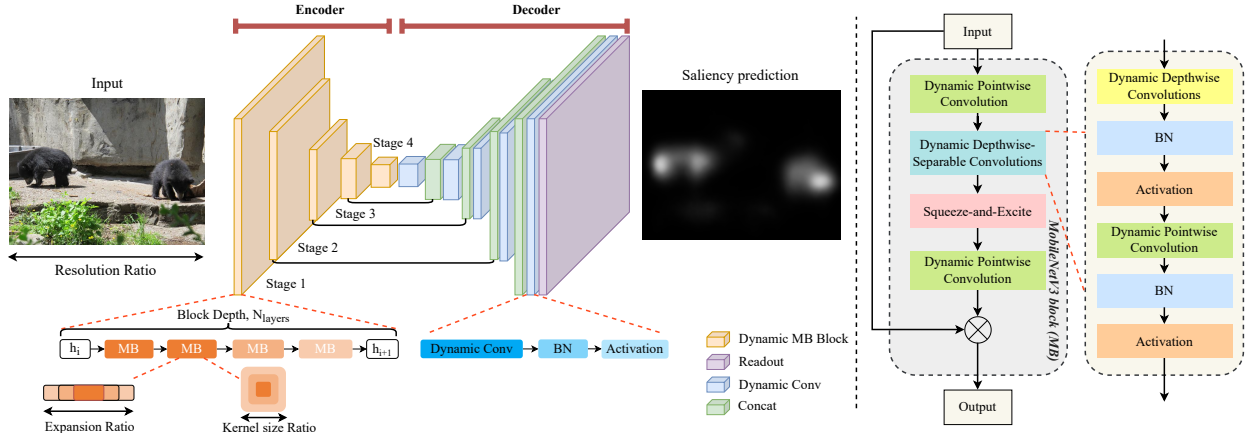 Encoder
Decoder
Input
Saliency prediction
Stage 4
Stage 3
Stage 2
Stage 1
Resolution Ratio
Block Depth, N_layers
h_i
MB
MB
MB
MB
h_i+1
Expansion Ratio
Kernel size Ratio
Dynamic Conv
BN
Activation
Dynamic MB Block
Readout
Dynamic Conv
Concat
Input
Dynamic Pointwise
Convolution
Dynamic Depthwise-
Separable Convolutions
Squeeze-and-Excite
Dynamic Pointwise
Convolution
MobileNetV3 block (MB)
Output
Dynamic Depthwise
Convolutions
BN
Activation
Dynamic Pointwise
Convolution
BN
Activation